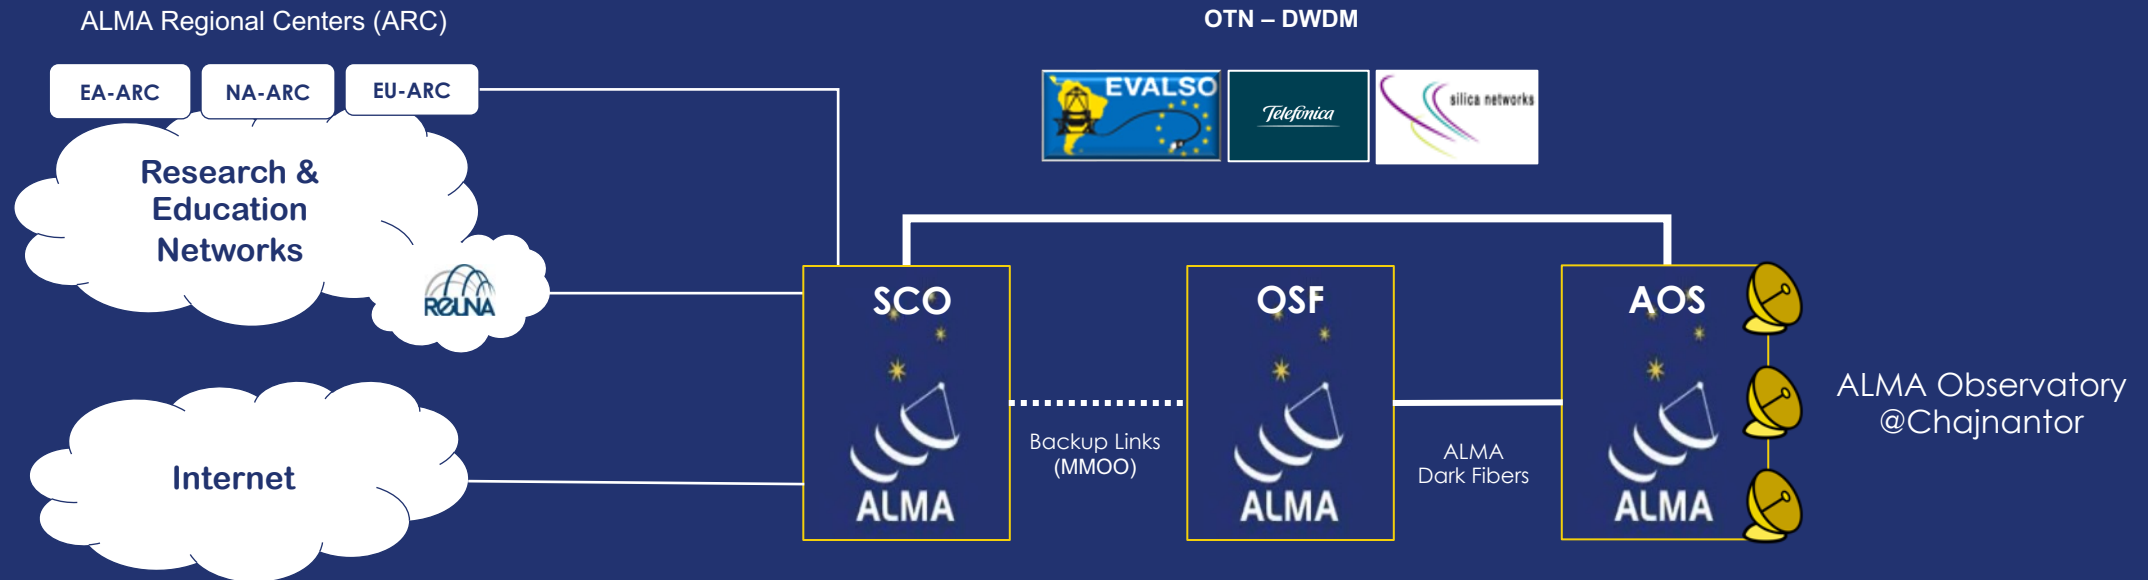 ALMA Regional Centers (ARC)
EA-ARC
NA-ARC
EU-ARC
Research &
Education
Networks
REUNA
Internet
OTN – DWDM
EVALSO
Telefónica
silica networks
SCO
ALMA
Backup Links
(MMOO)
OSF
ALMA
ALMA
Dark Fibers
AOS
ALMA
ALMA Observatory
@Chajnantor